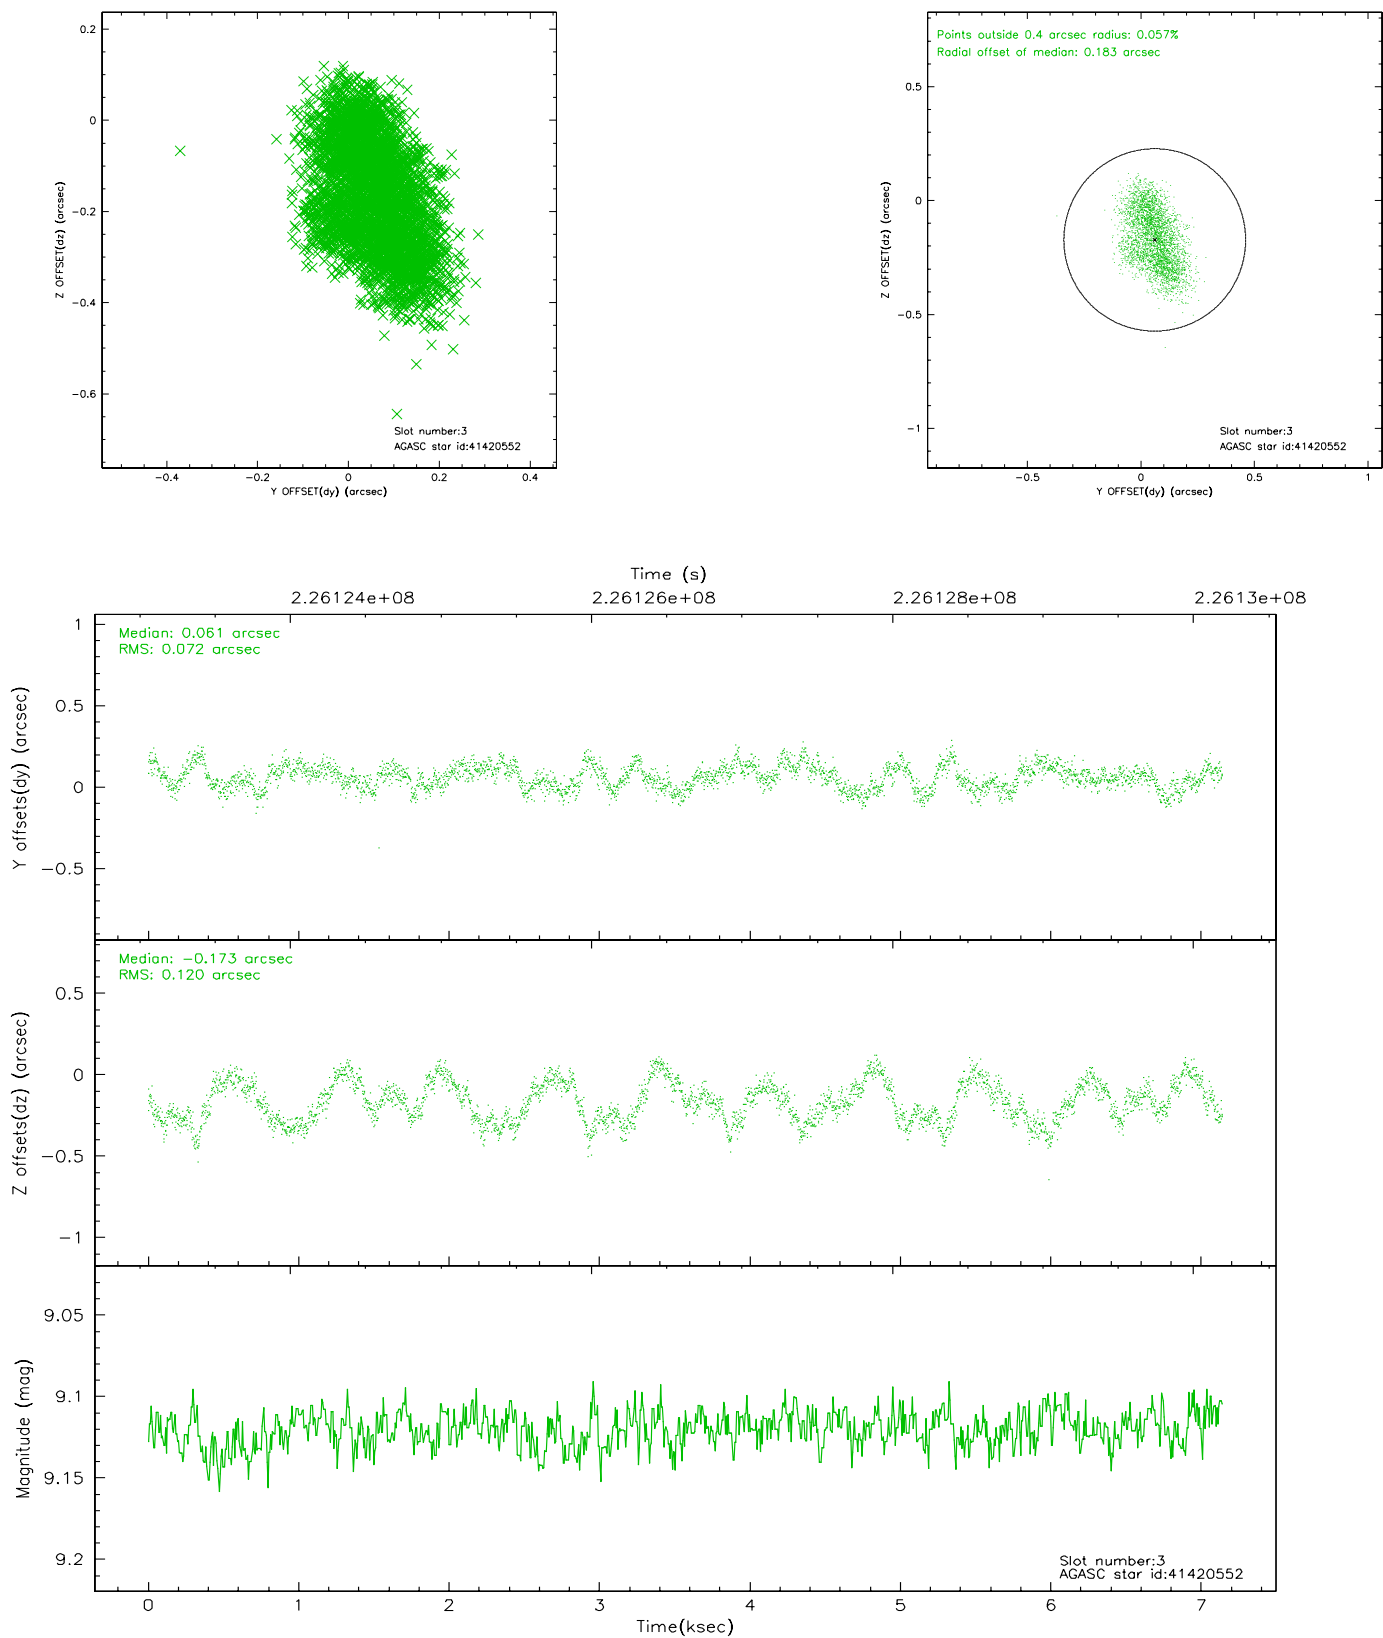 0.2
0
−0.2
−0.4
−0.6
Z OFFSET(dz) (arcsec)
−0.4
−0.2
0
0.2
0.4
Y OFFSET(dy) (arcsec)
Slot number:3
AGASC star id:41420552
Points outside 0.4 arcsec radius: 0.057%
Radial offset of median: 0.183 arcsec
0.5
0
−0.5
−1
Z OFFSET(dz) (arcsec)
−0.5
0
0.5
1
Y OFFSET(dy) (arcsec)
Slot number:3
AGASC star id:41420552
Time (s)
2.26124e+08
2.26126e+08
2.26128e+08
2.2613e+08
Median: 0.061 arcsec
RMS: 0.072 arcsec
1
0.5
0
−0.5
Y offsets(dy) (arcsec)
Median: −0.173 arcsec
RMS: 0.120 arcsec
0.5
0
−0.5
−1
Z offsets(dz) (arcsec)
9.05
9.1
9.15
9.2
Magnitude (mag)
Slot number:3
AGASC star id:41420552
0
1
2
3
4
5
6
7
Time(ksec)